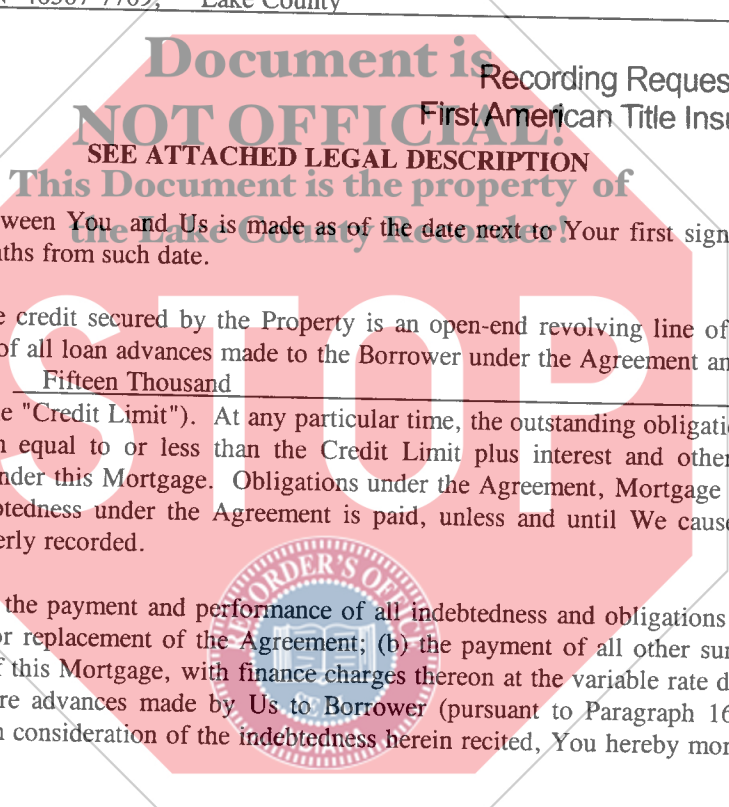 Lake County
Document is
Recording Reques
NOT OFFICIAL!
First American Title Insu
SEE ATTACHED LEGAL DESCRIPTION
This Document is the property of
the Lake County Recorder!
ween You and Us is made as of the date next to Your first sign
ths from such date.
e credit secured by the Property is an open-end revolving line of
of all loan advances made to the Borrower under the Agreement an
Fifteen Thousand
e "Credit Limit"). At any particular time, the outstanding obligati
n equal to or less than the Credit Limit plus interest and other
nder this Mortgage. Obligations under the Agreement, Mortgage
btedness under the Agreement is paid, unless and until We cause
erly recorded.
STOP
the payment and performance of all indebtedness and obligations
or replacement of the Agreement; (b) the payment of all other sum
f this Mortgage, with finance charges thereon at the variable rate d
re advances made by Us to Borrower (pursuant to Paragraph 16
n consideration of the indebtedness herein recited, You hereby mor
RECORDER'S OFFICE
SEAL